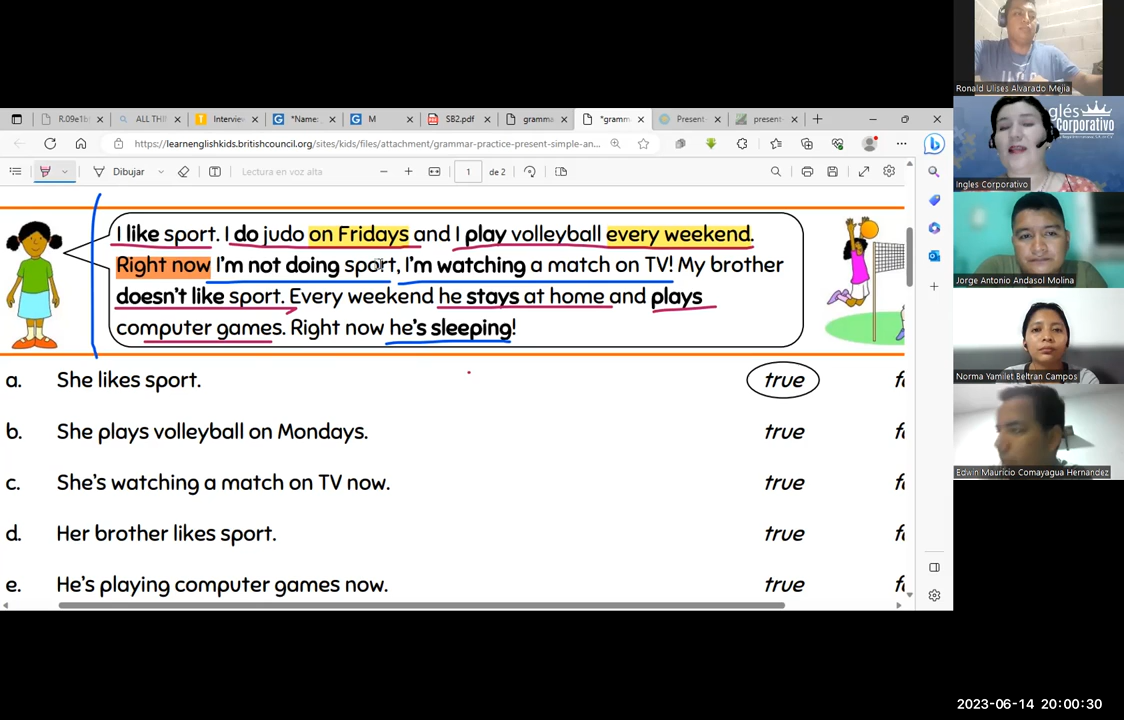 R.09e1b
ALL THI
Interview
*Name:
M
SB2.pdf
gramma
*gramm
Present-
present-
https://learnenglishkids.britishcouncil.org/sites/kids/files/attachment/grammar-practice-present-simple-an...
Dibujar
Lectura en voz alta
1 de 2
I like sport. I do judo on Fridays and I play volleyball every weekend.
Right now I'm not doing sport, I'm watching a match on TV! My brother
doesn't like sport. Every weekend he stays at home and plays
computer games. Right now he's sleeping!
a. She likes sport. true
b. She plays volleyball on Mondays. true
c. She's watching a match on TV now. true
d. Her brother likes sport. true
e. He's playing computer games now. true
Ronald Ulises Alvarado Mejia
nglés
Corporativo
Ingles Corporativo
Jorge Antonio Andasol Molina
Norma Yamilet Beltran Campos
Edwin Mauricio Comayagua Hernandez
2023-06-14 20:00:30